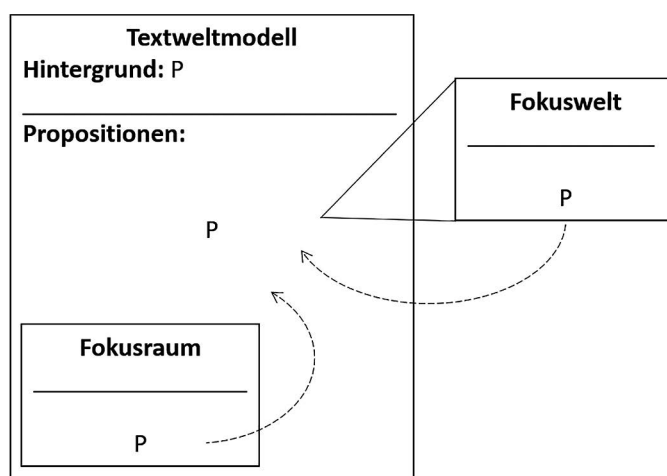 Textweltmodell
Hintergrund: P
Propositionen:
P
Fokuswelt
P
Fokusraum
P